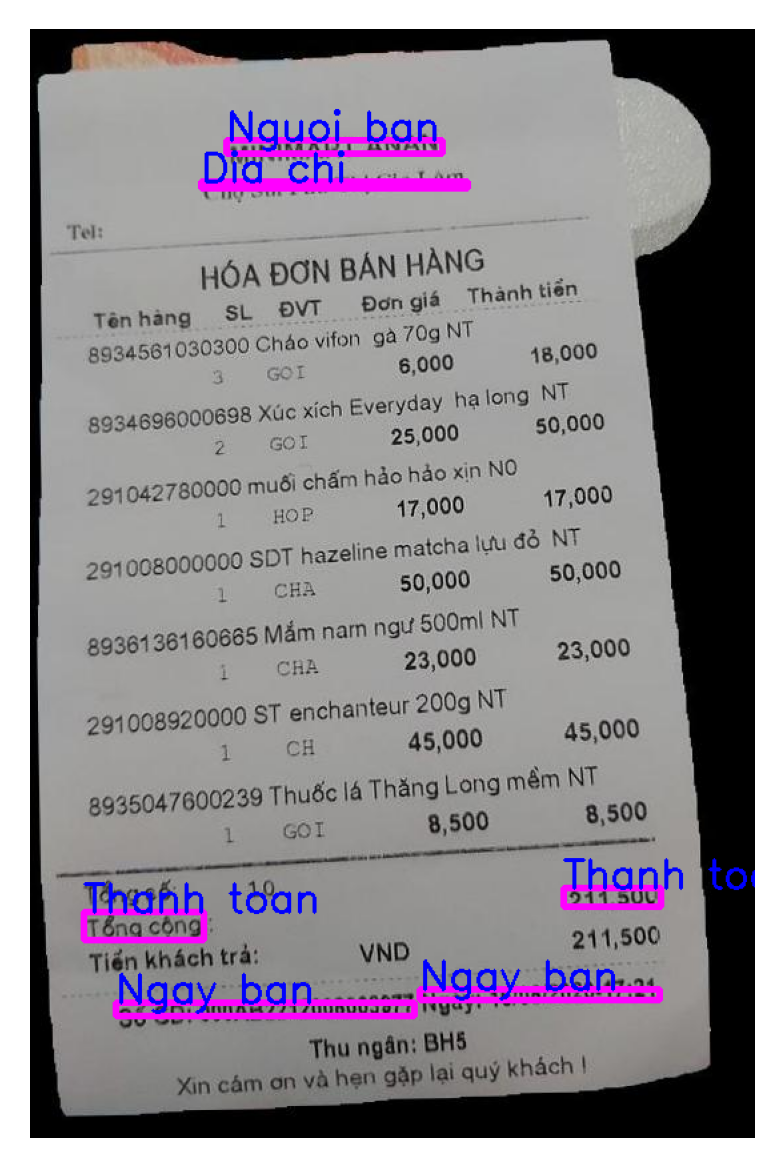 Nguoi ban
MINIMART ANAN
Dia chi
Chợ Sủi
Tel:
HÓA ĐƠN BÁN HÀNG
Tên hàng SL ĐVT Đơn giá Thành tiền
8934561030300 Cháo vifon gà 70g NT
3 GOI 6,000 18,000
8934696000698 Xúc xích Everyday hạ long NT
2 GOI 25,000 50,000
291042780000 muối chấm hảo hảo xịn N0
1 HOP 17,000 17,000
291008000000 SDT hazeline matcha lựu đỏ NT
1 CHA 50,000 50,000
8936136160665 Mắm nam ngư 500ml NT
1 CHA 23,000 23,000
291008920000 ST enchanteur 200g NT
1 CH 45,000 45,000
8935047600239 Thuốc lá Thăng Long mềm NT
1 GOI 8,500 8,500
Tổng số: 10
Thanh toan Thanh
Tổng cộng : 211,500
Tiền khách trả: VND 211,500
Ngay ban Ngay ban
Ngày:
Thu ngân: BH5
Xin cám ơn và hẹn gặp lại quý khách !